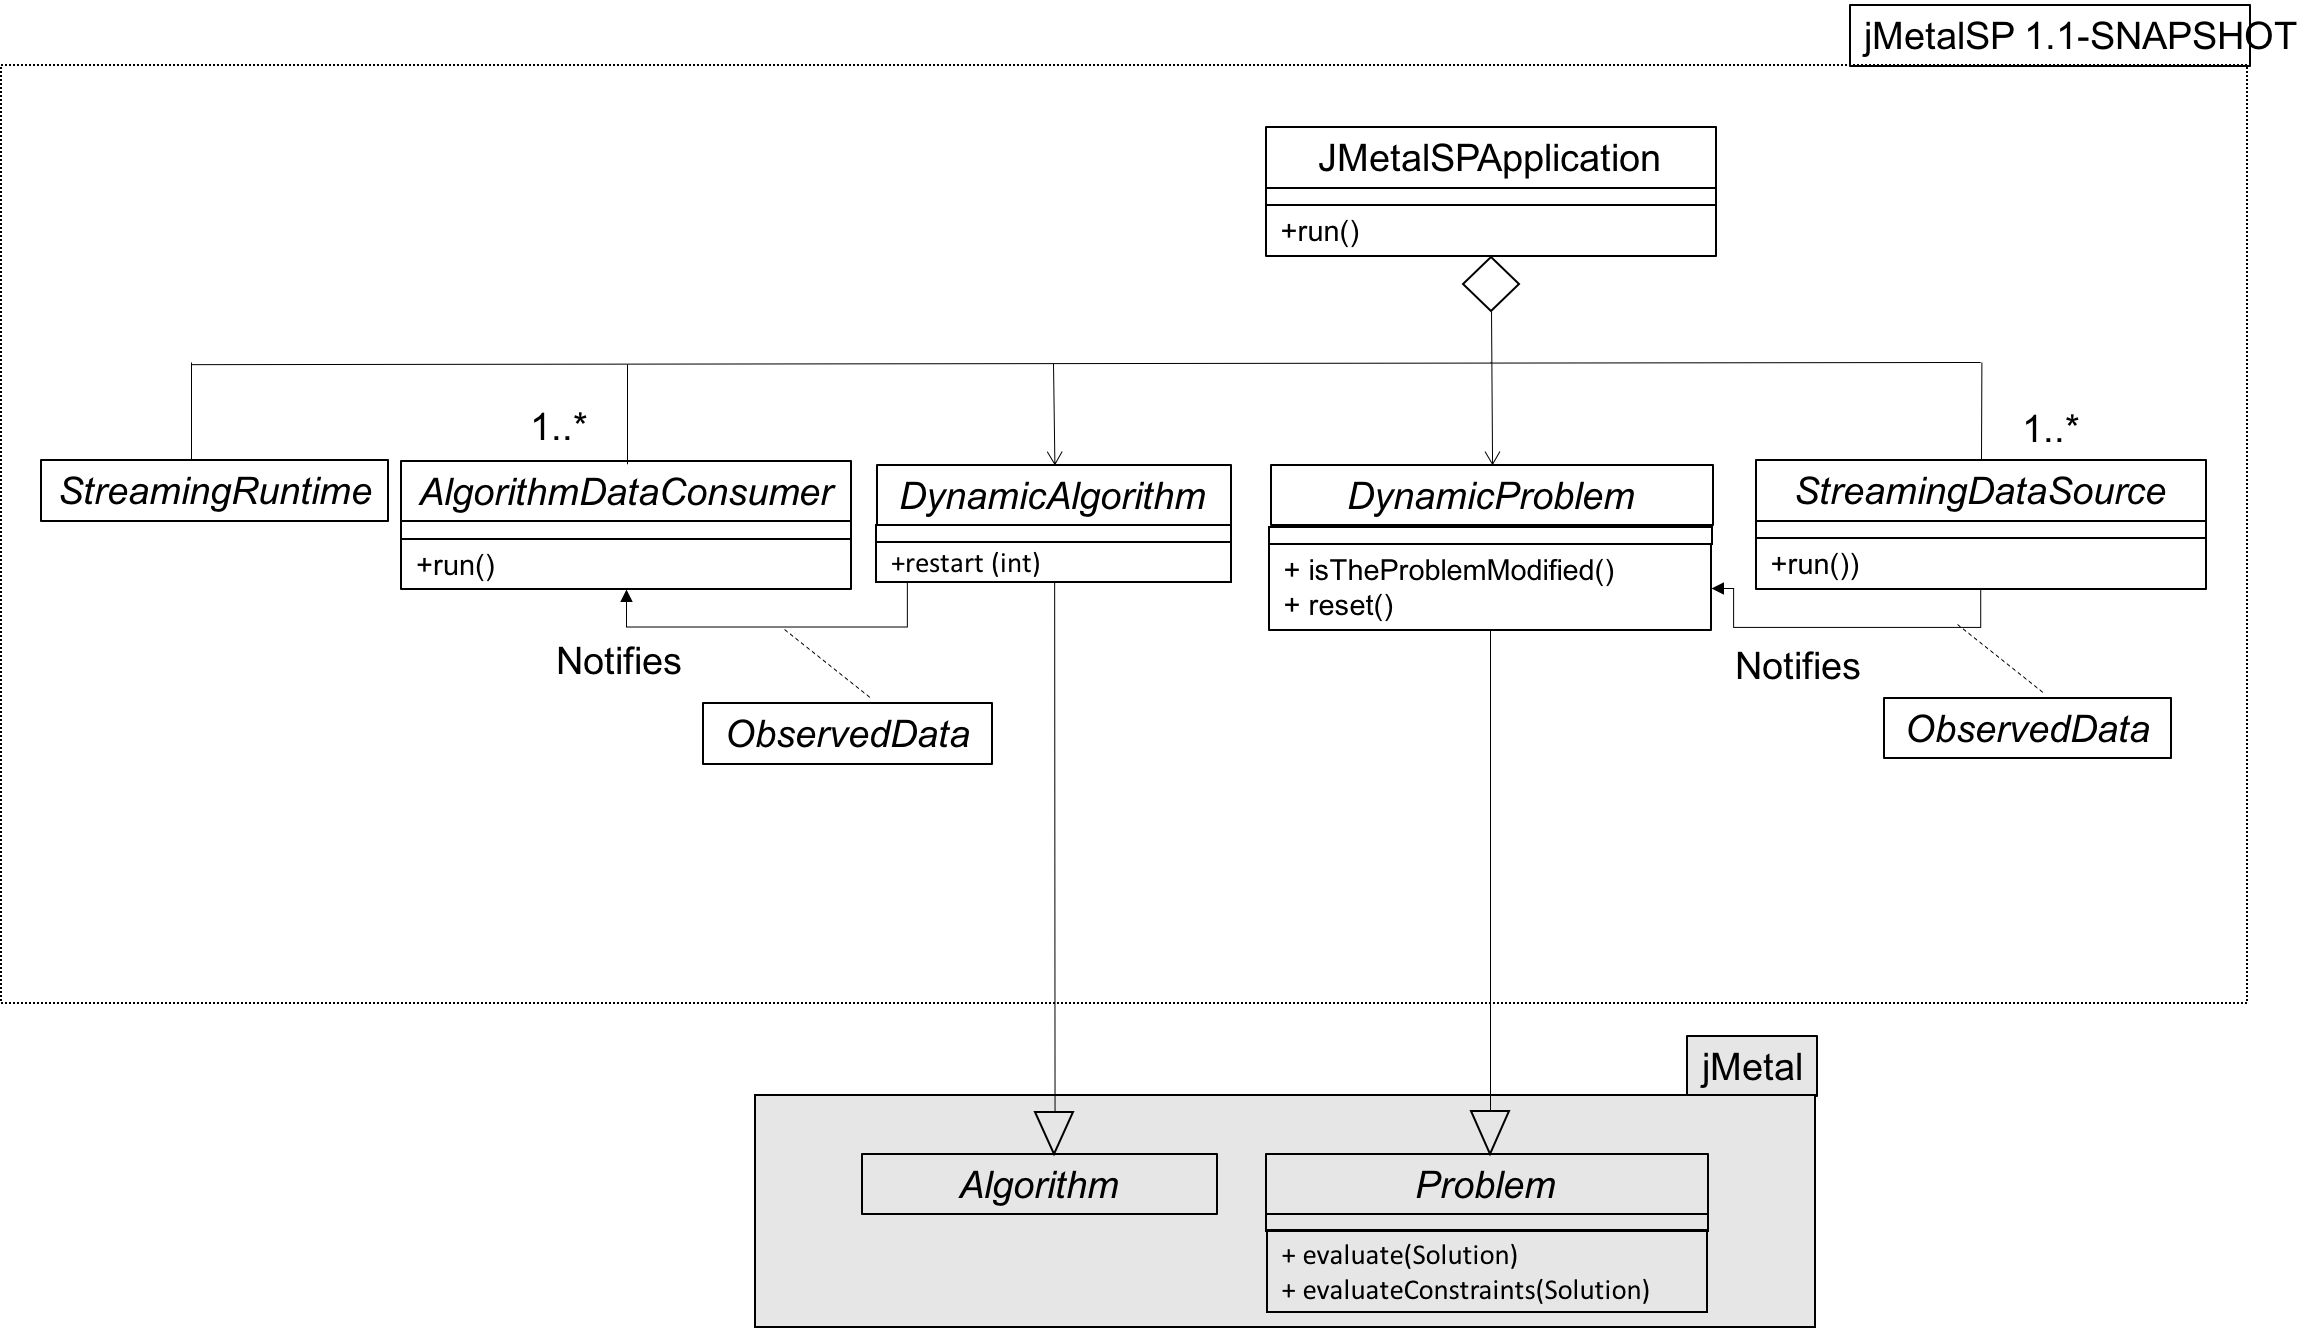 jMetalSP 1.1-SNAPSHOT
JMetalSPApplication
+run()
1..*
1..*
StreamingRuntime
AlgorithmDataConsumer
+run()
DynamicAlgorithm
+restart (int)
DynamicProblem
+ isTheProblemModified()
+ reset()
StreamingDataSource
+run())
Notifies
Notifies
ObservedData
ObservedData
jMetal
Algorithm
Problem
+ evaluate(Solution)
+ evaluateConstraints(Solution)